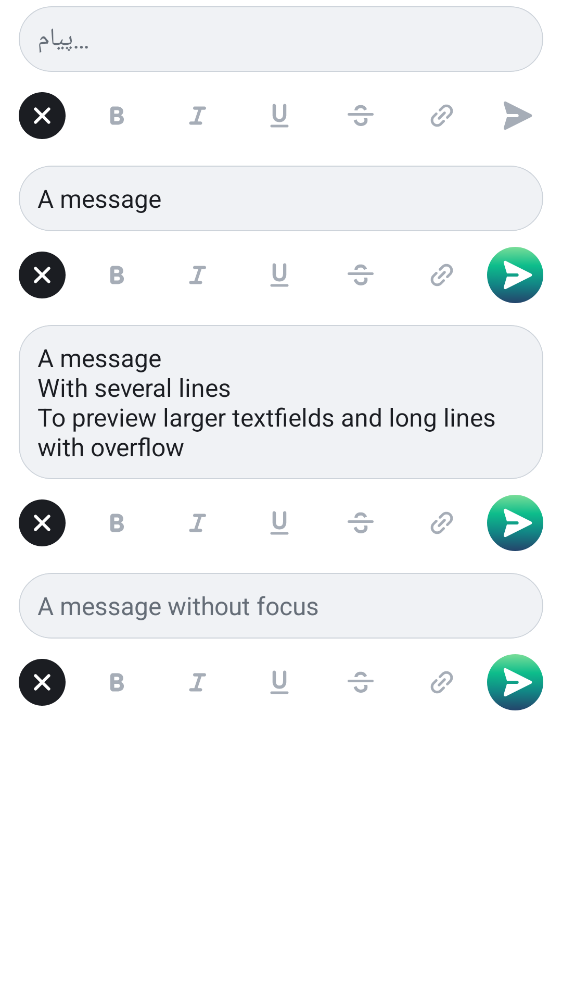 پیام…
A message
A message
With several lines
To preview larger textfields and long lines
with overflow
A message without focus